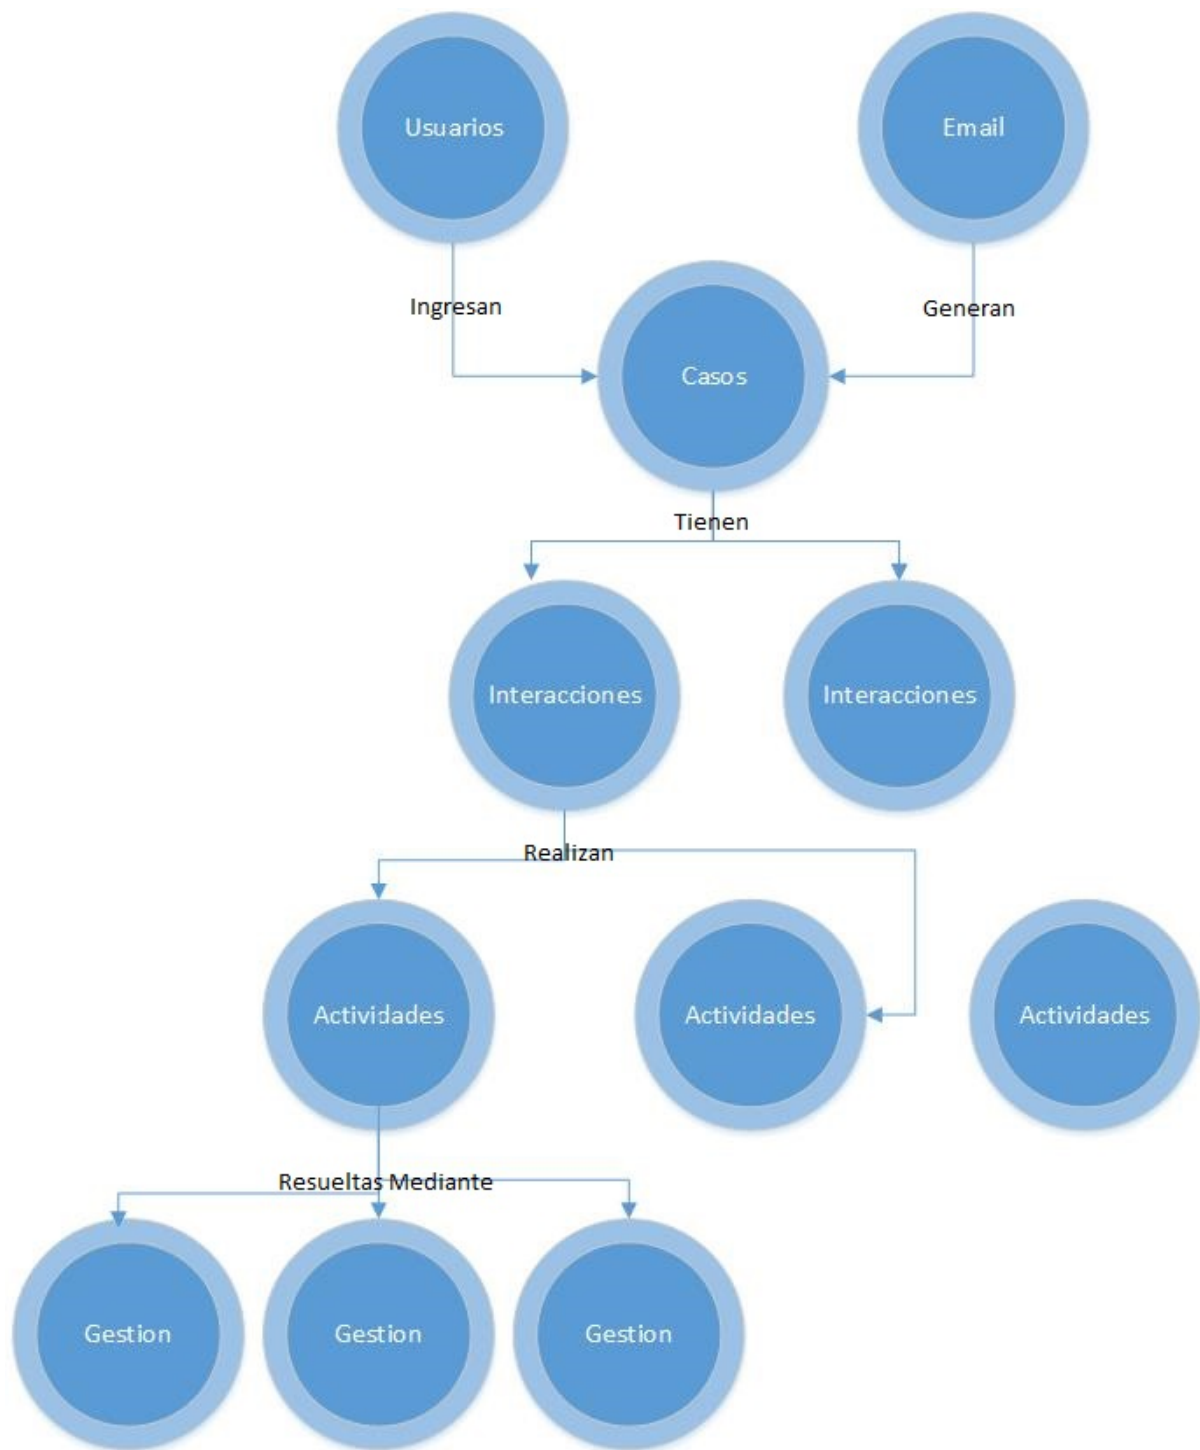 Usuarios
Email
Ingresan
Generan
Casos
Tienen
Interacciones
Interacciones
Realizan
Actividades
Actividades
Actividades
Resueltas Mediante
Gestion
Gestion
Gestion